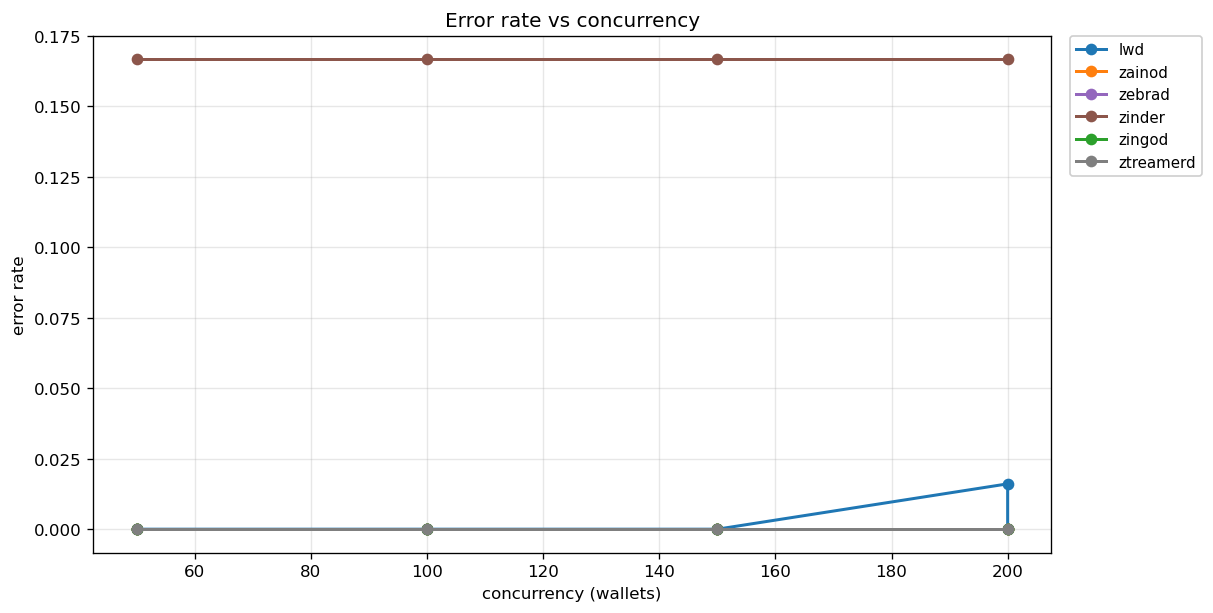 Error rate vs concurrency
0.175
0.150
0.125
0.100
0.075
0.050
0.025
0.000
error rate
60 80 100 120 140 160 180 200
concurrency (wallets)
lwd
zainod
zebrad
zinder
zingod
ztreamerd